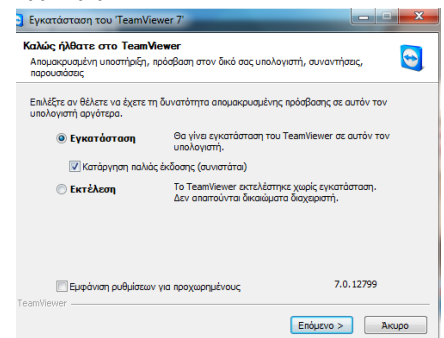 Εγκατάσταση του 'TeamViewer 7'
Καλώς ήλθατε στο TeamViewer
Απομακρυσμένη υποστήριξη, πρόσβαση στον δικό σας υπολογιστή, συναντήσεις,
παρουσιάσεις
Επιλέξτε αν θέλετε να έχετε τη δυνατότητα απομακρυσμένης πρόσβασης σε αυτόν τον
υπολογιστή αργότερα.
Εγκατάσταση
Θα γίνει εγκατάσταση του TeamViewer σε αυτόν τον
υπολογιστή.
Κατάργηση παλιάς έκδοσης (συνιστάται)
Εκτέλεση
Το TeamViewer εκτελέστηκε χωρίς εγκατάσταση.
Δεν απαιτούνται δικαιώματα διαχειριστή.
Εμφάνιση ρυθμίσεων για προχωρημένους
7.0.12799
TeamViewer
Επόμενο >
Άκυρο